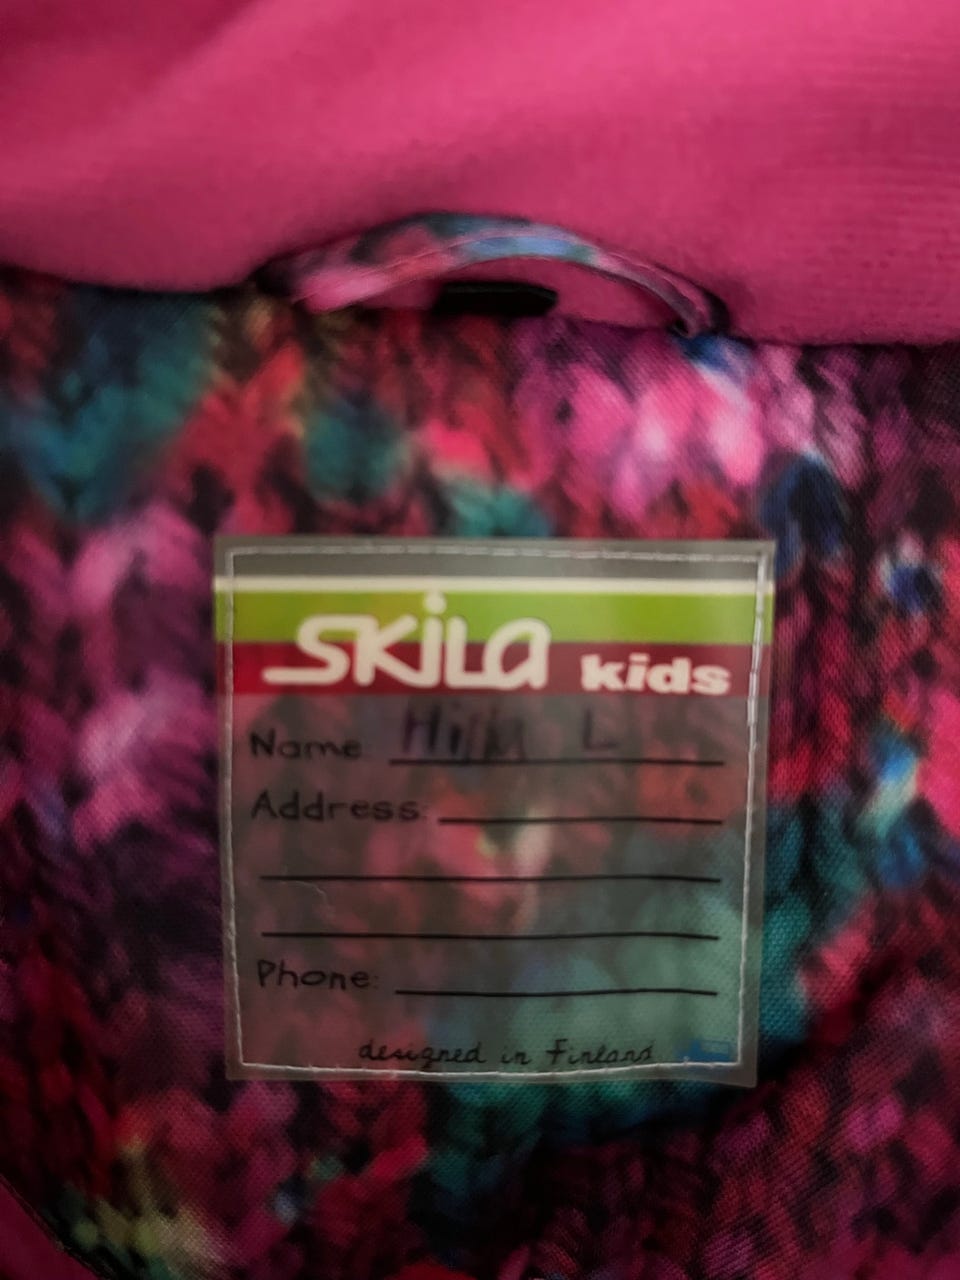 SKiLa kids
Name: L
Address:
Phone:
designed in Finland